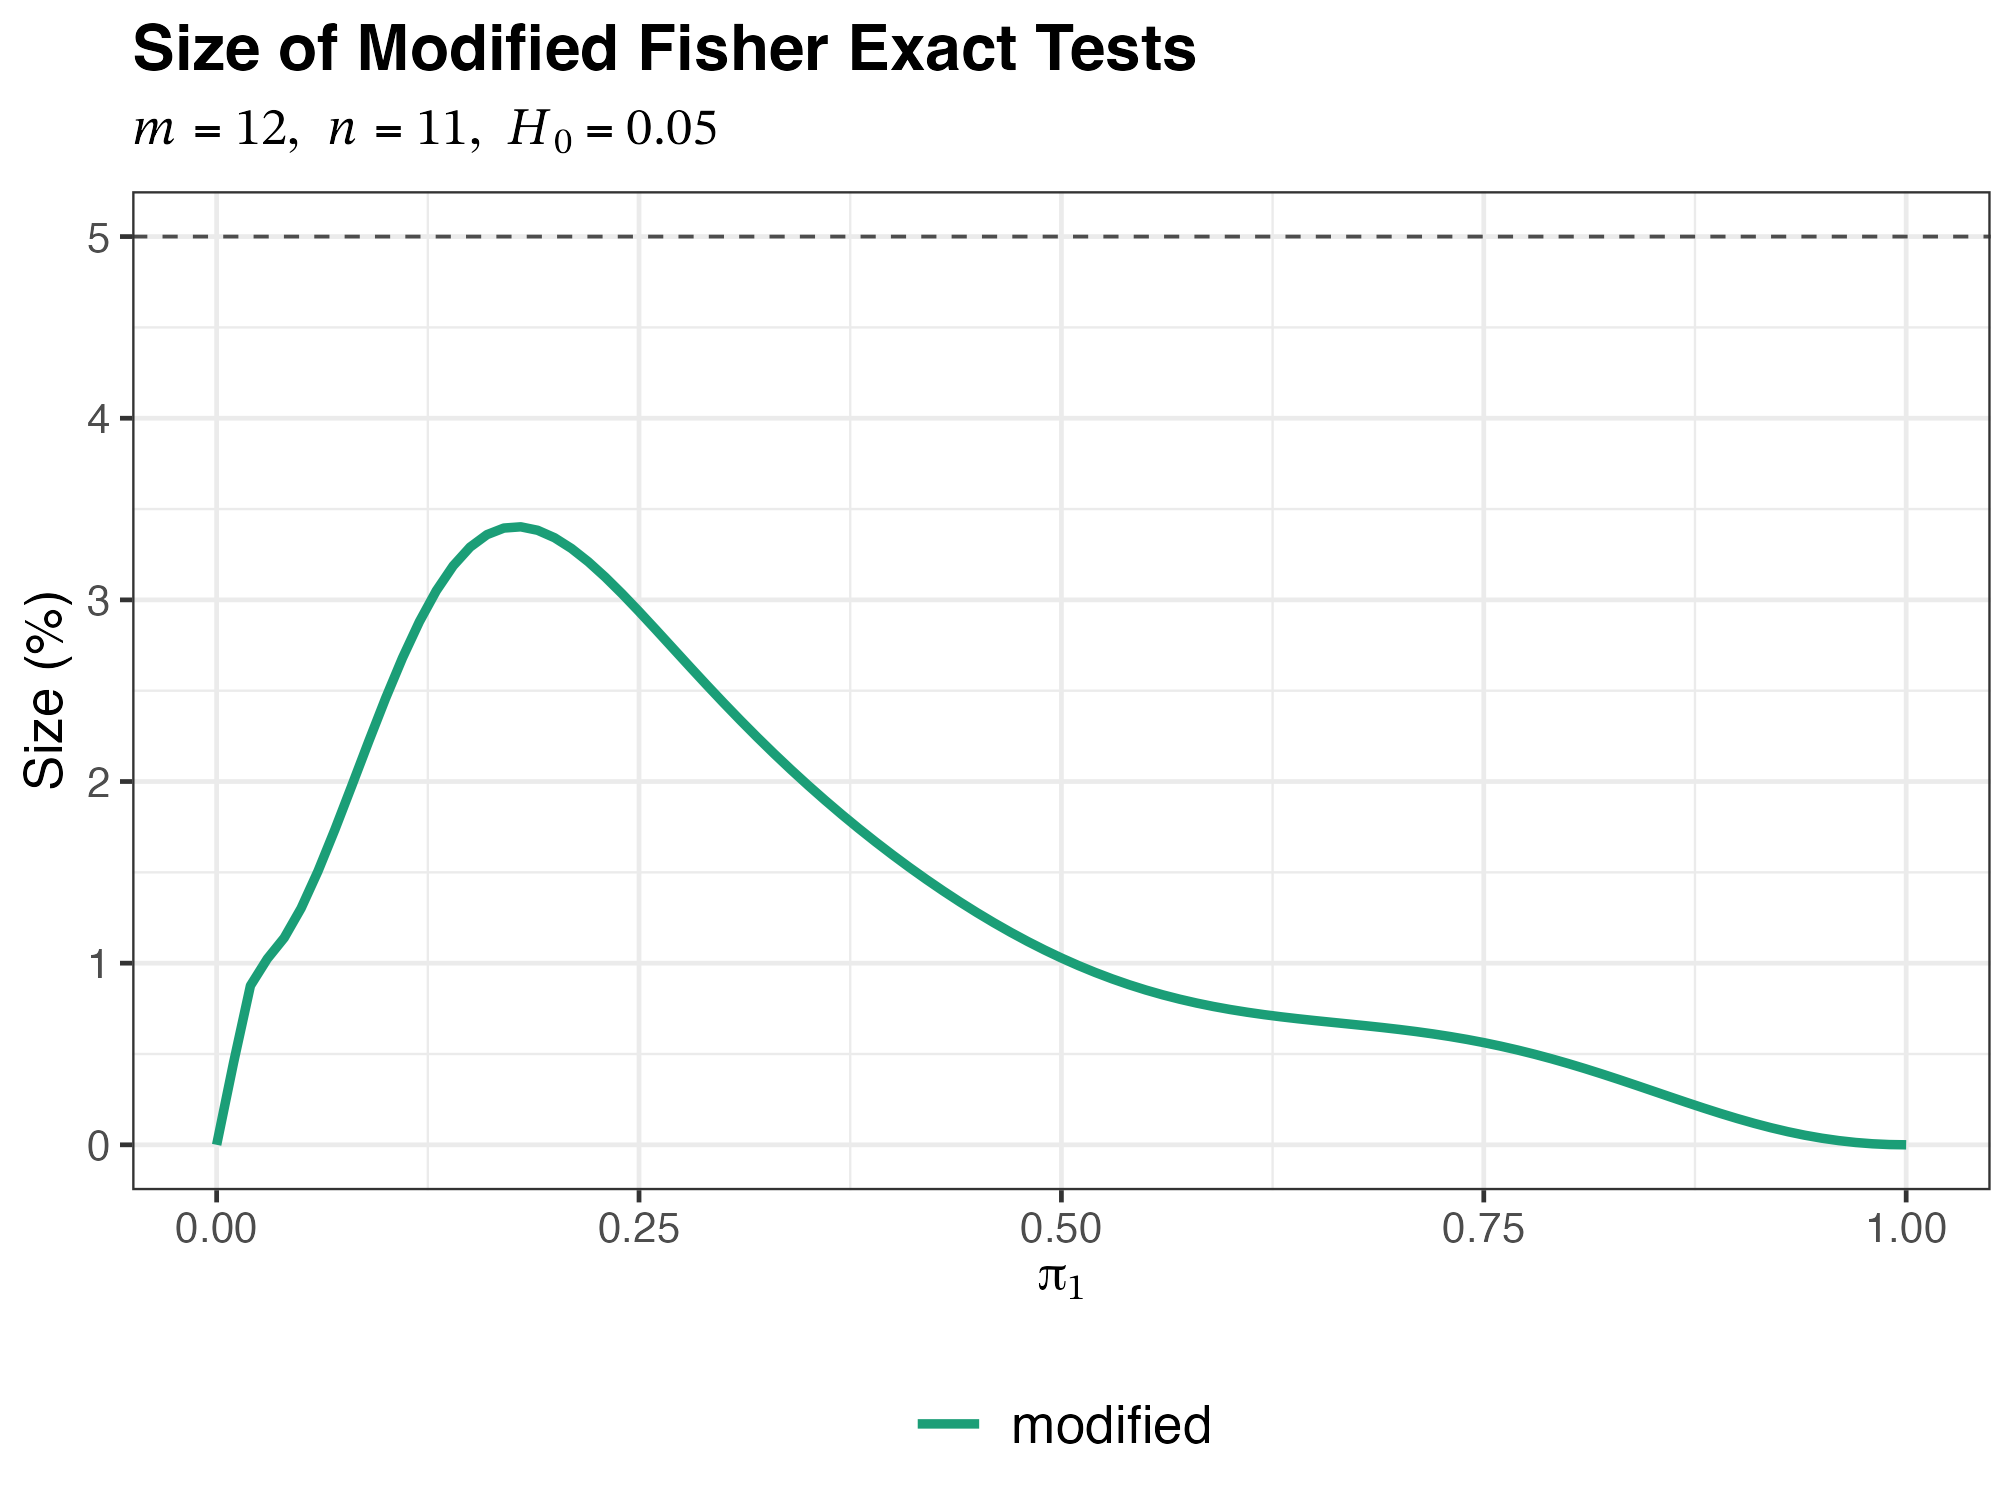 Size of Modified Fisher Exact Tests
m = 12, n = 11, H₀ = 0.05
Size (%)
5
4
3
2
1
0
0.00 0.25 0.50 0.75 1.00
π₁
modified